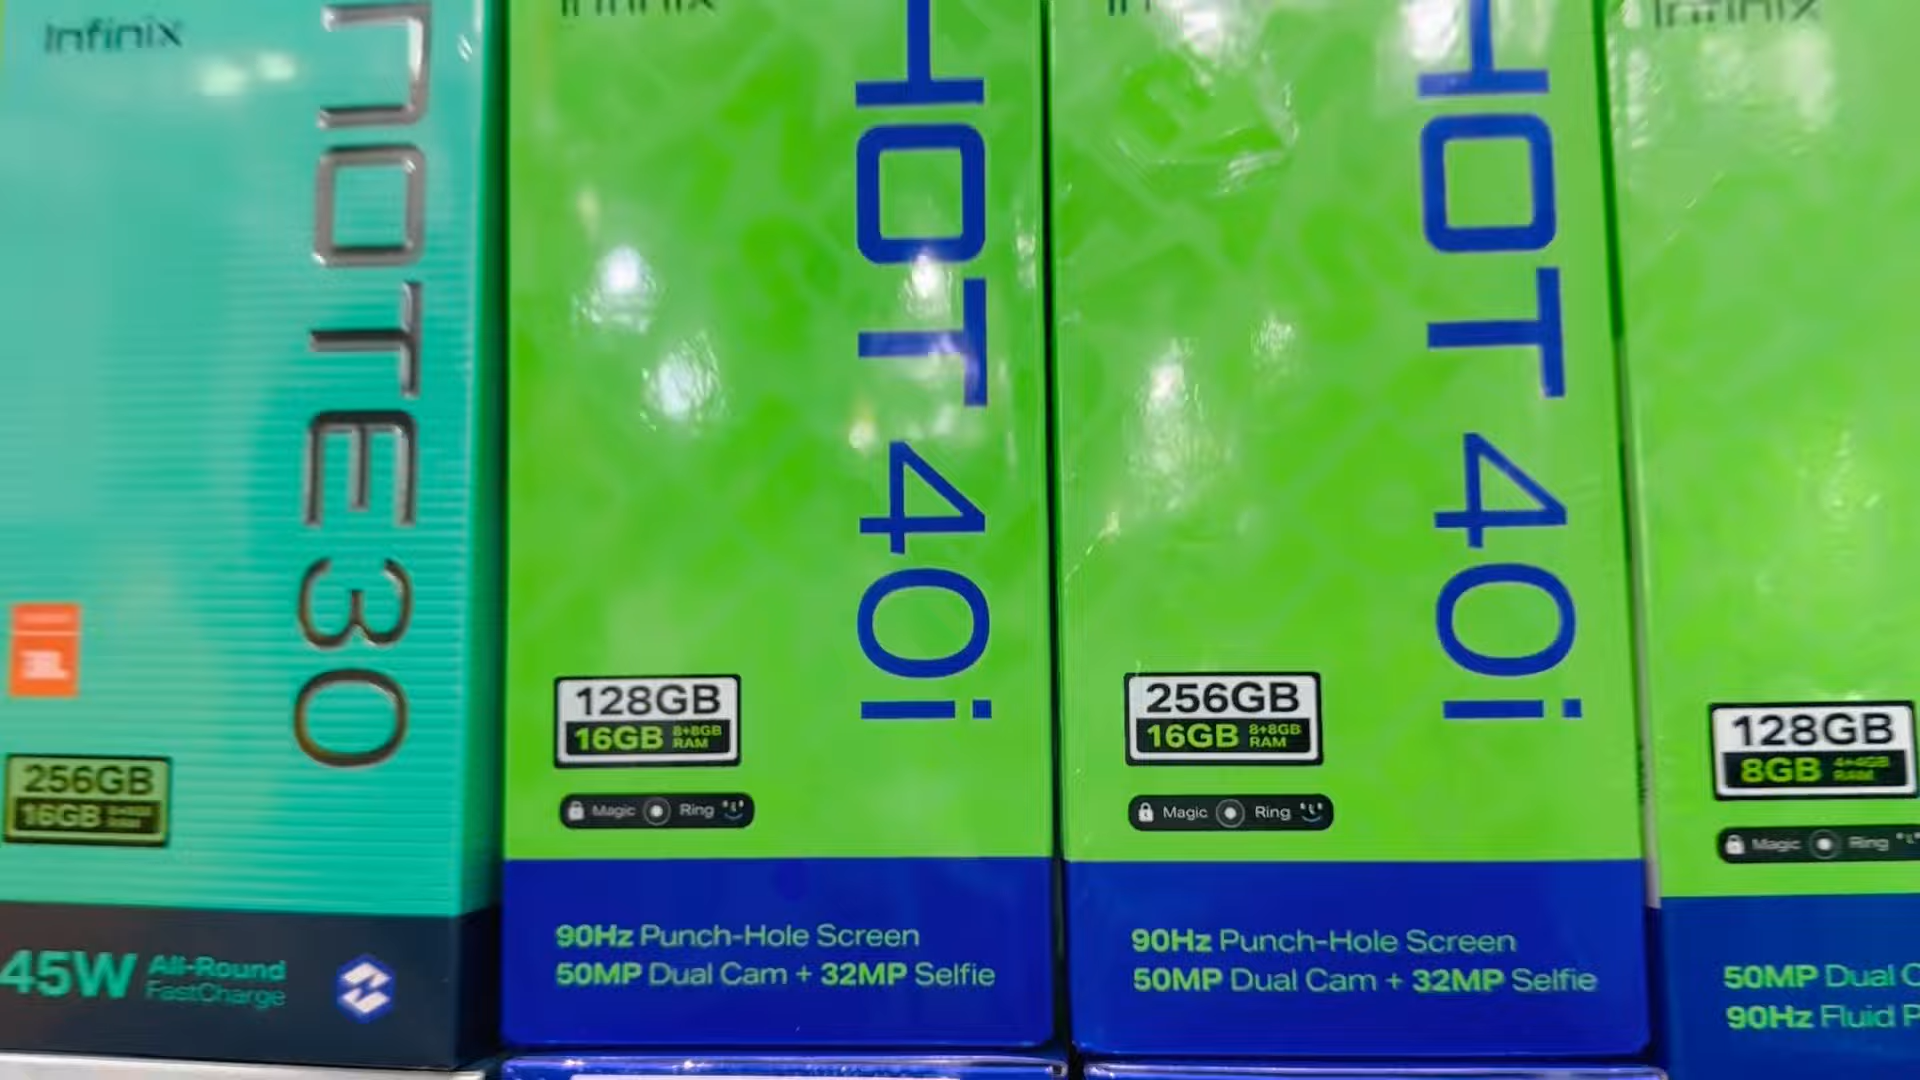 Infinix
NOTE 30
JBL
256GB
16GB
45W All-Round
FastCharge
Infinix
HOT 40i
128GB
16GB 8+8GB
RAM
Magic Ring
90Hz Punch-Hole Screen
50MP Dual Cam + 32MP Selfie
HOT 40i
256GB
16GB 8+8GB
RAM
Magic Ring
90Hz Punch-Hole Screen
50MP Dual Cam + 32MP Selfie
Infinix
128GB
8GB 4+4GB
RAM
Magic Ring
50MP Dual
90Hz Fluid